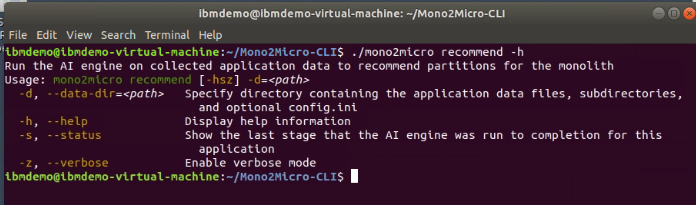 ibmdemo@ibmdemo-virtual-machine: ~/Mono2Micro-CLI
File Edit View Search Terminal Help
ibmdemo@ibmdemo-virtual-machine:~/Mono2Micro-CLI$ ./mono2micro recommend -h
Run the AI engine on collected application data to recommend partitions for the monolith
Usage: mono2micro recommend [-hsz] -d=<path>
-d, --data-dir=<path> Specify directory containing the application data files, subdirectories,
and optional config.ini
-h, --help Display help information
-s, --status Show the last stage that the AI engine was run to completion for this
application
-z, --verbose Enable verbose mode
ibmdemo@ibmdemo-virtual-machine:~/Mono2Micro-CLI$